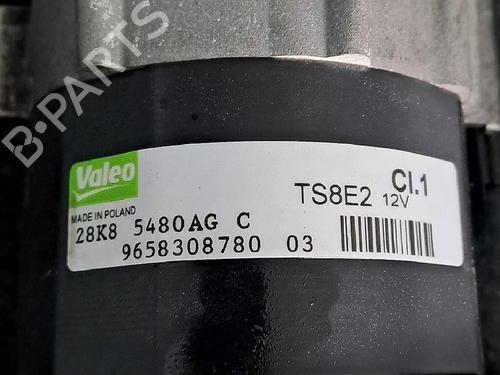 B-PARTS
Valeo
MADE IN POLAND
TS8E2 12V Cl.1
28K8 5480AG C
9658308780 03